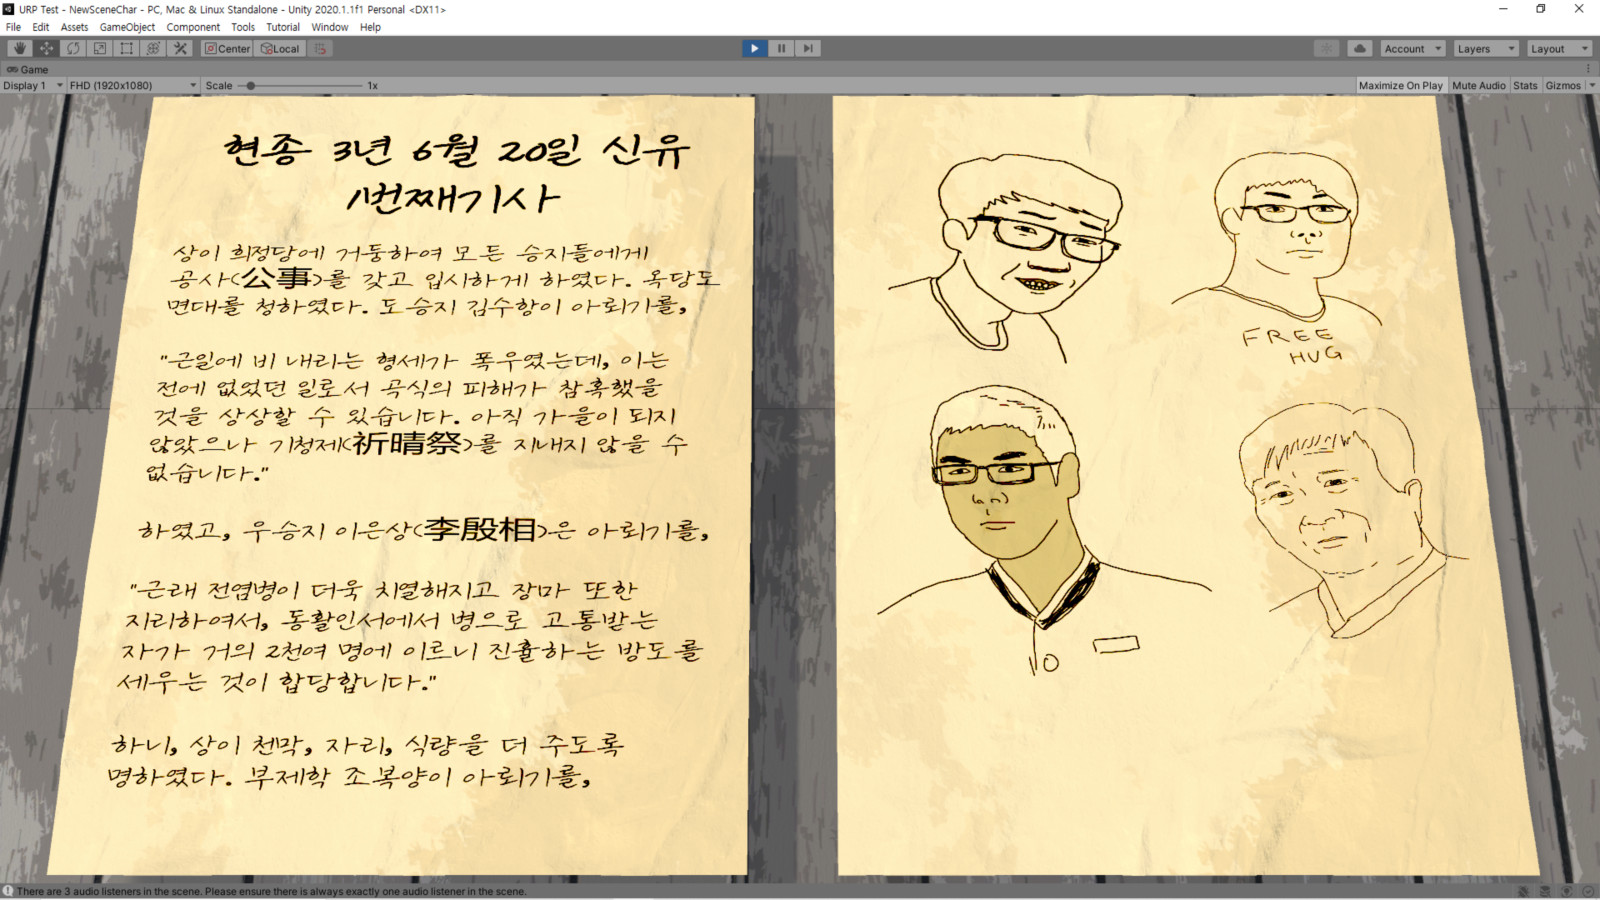 URP Test - NewSceneChar - PC, Mac & Linux Standalone - Unity 2020.1.1f1 Personal <DX11>
File Edit Assets GameObject Component Tools Tutorial Window Help
Center Local
Account Layers Layout
Game
Display 1 FHD (1920x1080) Scale 1x
Maximize On Play Mute Audio Stats Gizmos
현종 3년 6월 20일 신유
1번째기사
상이 희정당에 거둥하여 모든 승지들에게
공사(公事)를 갖고 입시하게 하였다. 옥당도
면대를 청하였다. 도승지 김수항이 아뢰기를,
"근일에 비 내리는 형세가 폭우였는데, 이는
전에 없었던 일로서 곡식의 피해가 참혹했을
것을 상상할 수 있습니다. 아직 가을이 되지
않았으나 기청제(祈晴祭)를 지내지 않을 수
없습니다."
하였고, 우승지 이은상(李殷相)은 아뢰기를,
"근래 전염병이 더욱 치열해지고 장마 또한
지리하여서, 동활인서에서 병으로 고통받는
자가 거의 2천여 명에 이르니 진휼하는 방도를
세우는 것이 합당합니다."
하니, 상이 천막, 자리, 식량을 더 주도록
명하였다. 부제학 조복양이 아뢰기를,
FREE
HUG
There are 3 audio listeners in the scene. Please ensure there is always exactly one audio listener in the scene.